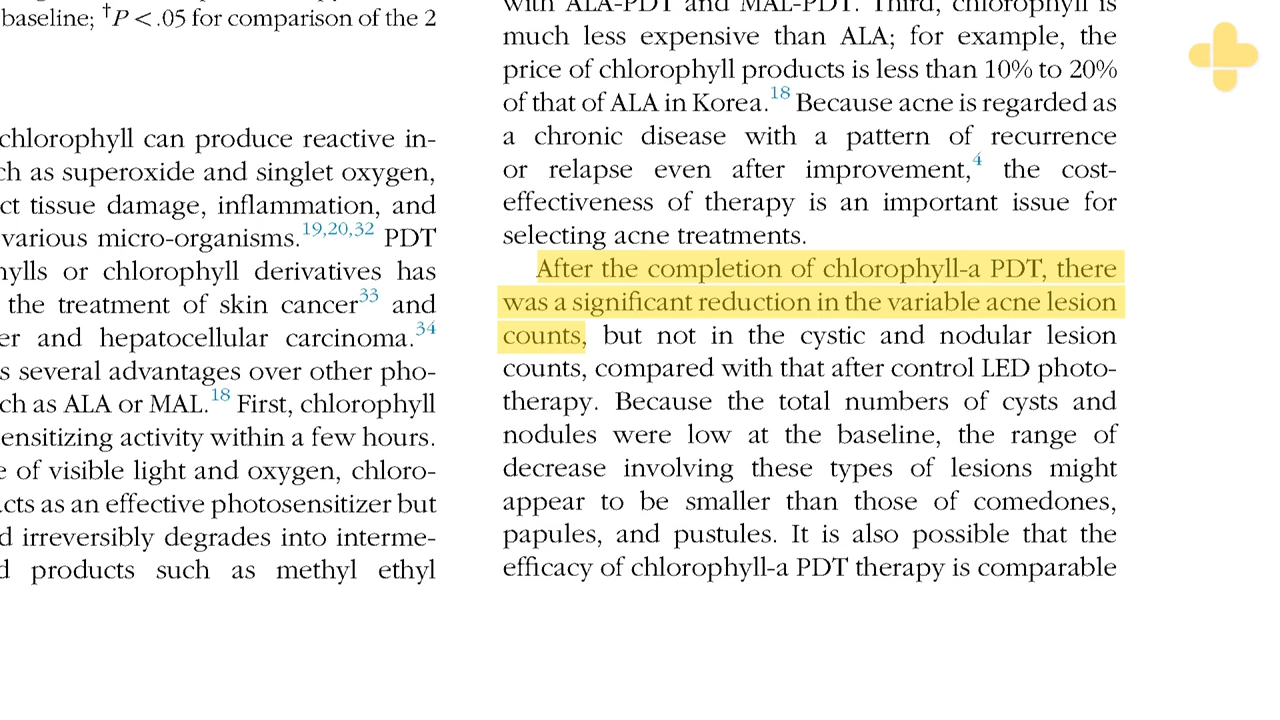 baseline; †P < .05 for comparison of the 2
chlorophyll can produce reactive in-
as superoxide and singlet oxygen,
tissue damage, inflammation, and
various micro-organisms.19,20,32 PDT
or chlorophyll derivatives has
the treatment of skin cancer33 and
and hepatocellular carcinoma.34
several advantages over other pho-
as ALA or MAL.18 First, chlorophyll
activity within a few hours.
of visible light and oxygen, chloro-
as an effective photosensitizer but
irreversibly degrades into interme-
products such as methyl ethyl
with ALA-PDT and MAL-PDT. Third, chlorophyll is
much less expensive than ALA; for example, the
price of chlorophyll products is less than 10% to 20%
of that of ALA in Korea.18 Because acne is regarded as
a chronic disease with a pattern of recurrence
or relapse even after improvement,4 the cost-
effectiveness of therapy is an important issue for
selecting acne treatments.
After the completion of chlorophyll-a PDT, there
was a significant reduction in the variable acne lesion
counts, but not in the cystic and nodular lesion
counts, compared with that after control LED photo-
therapy. Because the total numbers of cysts and
nodules were low at the baseline, the range of
decrease involving these types of lesions might
appear to be smaller than those of comedones,
papules, and pustules. It is also possible that the
efficacy of chlorophyll-a PDT therapy is comparable